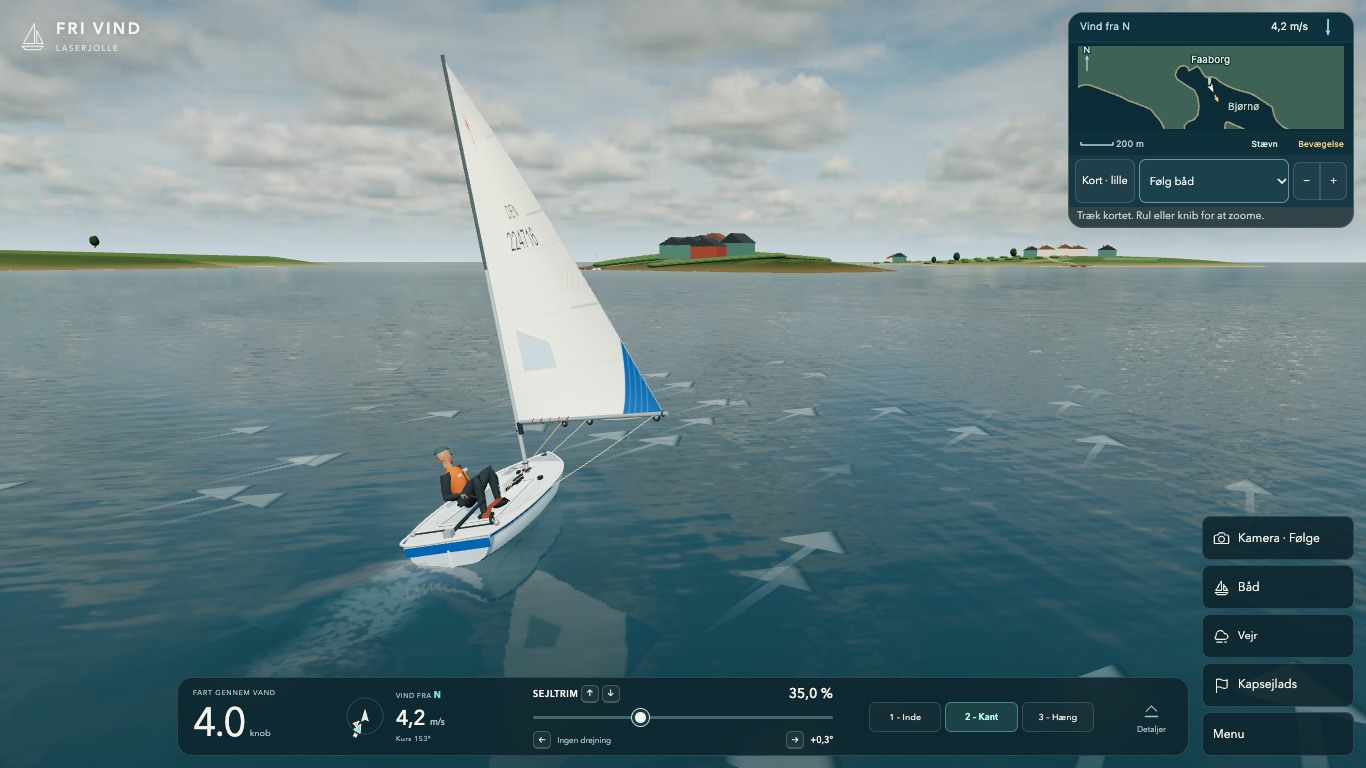 FRI VIND
LASERJOLLE
Vind fra N
4,2 m/s
N
Faaborg
Bjørnø
200 m
Stævn
Bevægelse
Kort · lille
Følg båd
−
+
Træk kortet. Rul eller knib for at zoome.
DEN
224716
Kamera · Følge
Båd
Vejr
Kapsejlads
Menu
FART GENNEM VAND
4.0 knob
VIND FRA N
4,2 m/s
Kurs 153°
SEJLTRIM ↑ ↓
35,0 %
← Ingen drejning
→ +0,3°
1 - Inde
2 - Kant
3 - Hæng
Detaljer